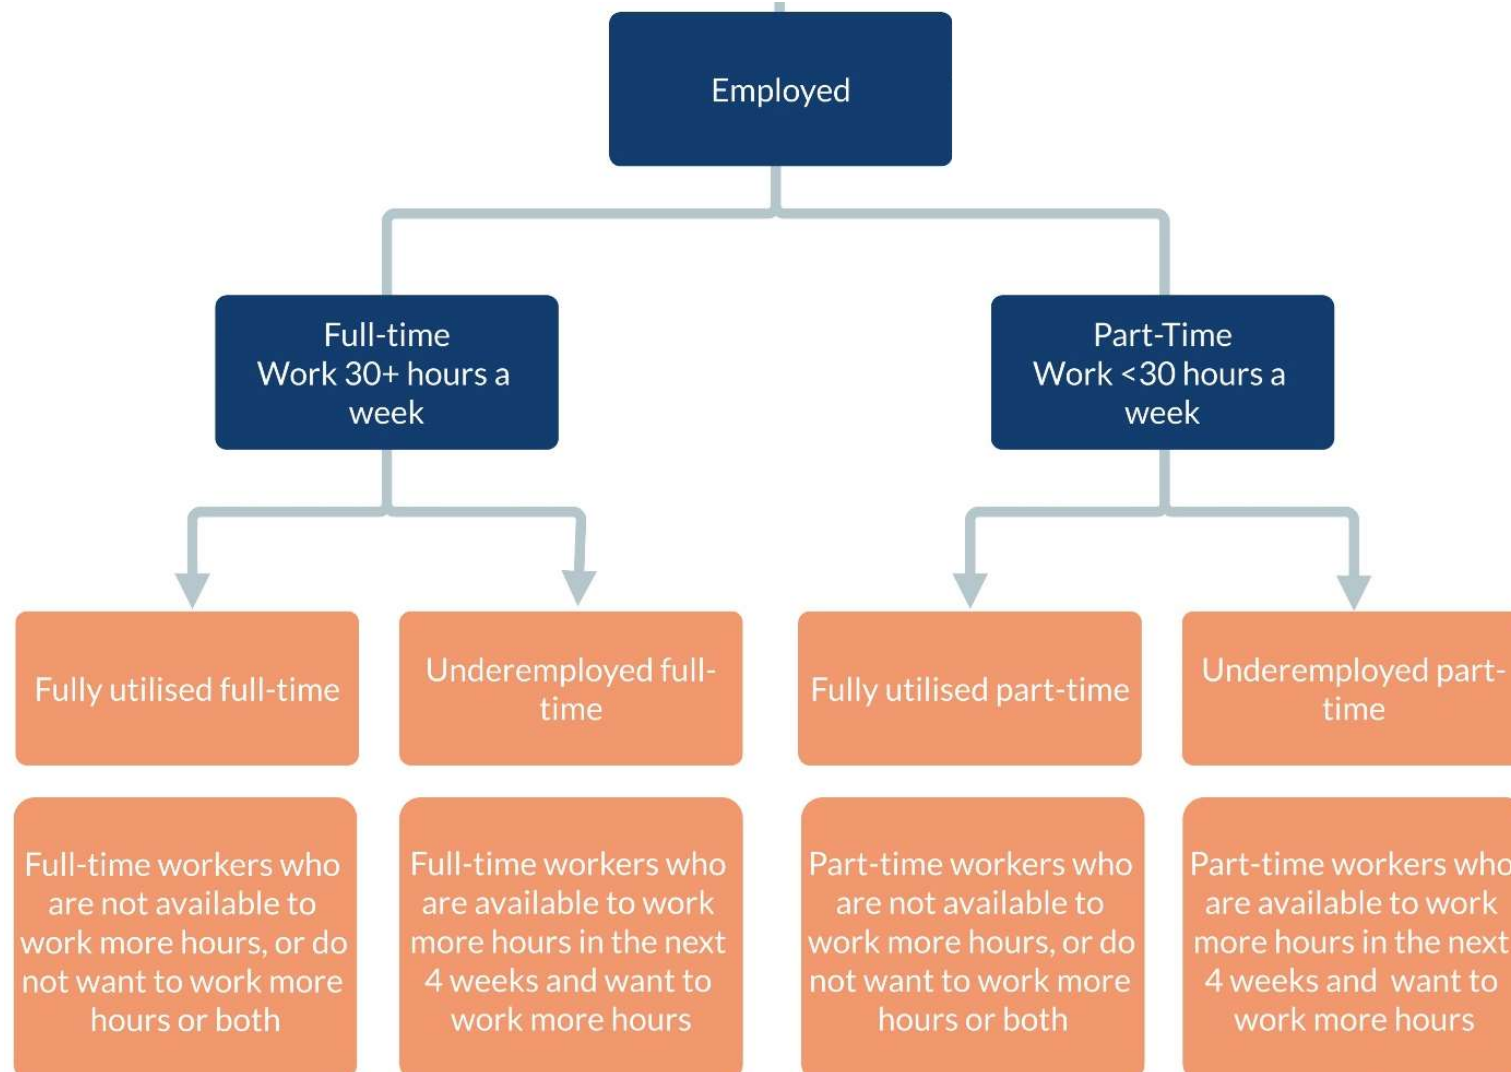 Employed
Full-time
Work 30+ hours a
week
Part-Time
Work <30 hours a
week
Fully utilised full-time
Underemployed full-
time
Fully utilised part-time
Underemployed part-
time
Full-time workers who
are not available to
work more hours, or do
not want to work more
hours or both
Full-time workers who
are available to work
more hours in the next
4 weeks and want to
work more hours
Part-time workers who
are not available to
work more hours, or do
not want to work more
hours or both
Part-time workers who
are available to work
more hours in the next
4 weeks and  want to
work more hours